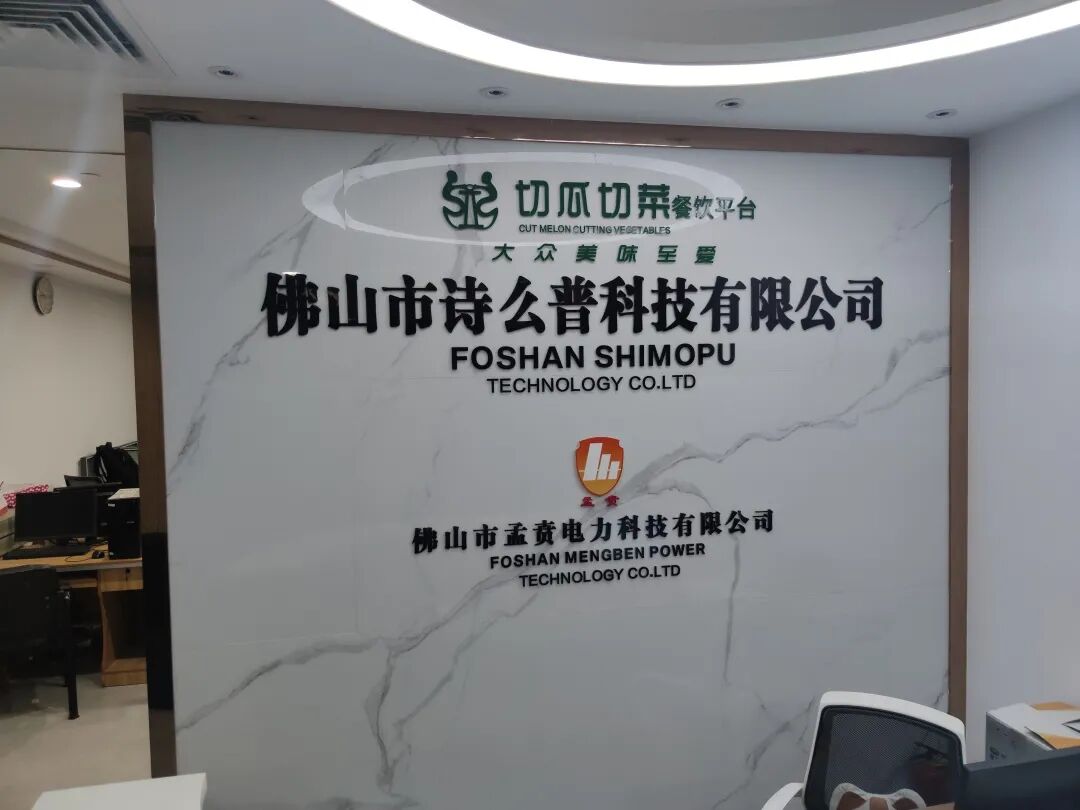 切瓜切菜餐饮平台
CUT MELON CUTTING VEGETABLES
大众美味至爱
佛山市诗么普科技有限公司
FOSHAN SHIMOPU
TECHNOLOGY CO.LTD
孟贲
佛山市孟贲电力科技有限公司
FOSHAN MENGBEN POWER
TECHNOLOGY CO.LTD